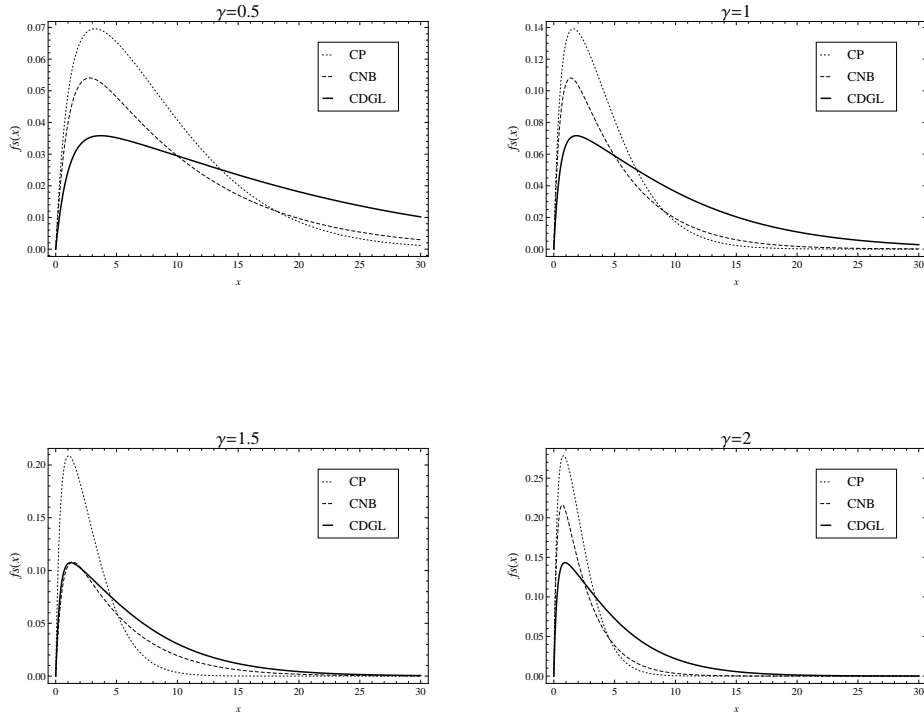 γ=0.5
0.07
0.06
0.05
0.04
0.03
0.02
0.01
0.00
fs(x)
CP
CNB
CDGL
0 5 10 15 20 25 30
x
γ=1
0.14
0.12
0.10
0.08
0.06
0.04
0.02
0.00
fs(x)
CP
CNB
CDGL
0 5 10 15 20 25 30
x
γ=1.5
0.20
0.15
0.10
0.05
0.00
fs(x)
CP
CNB
CDGL
0 5 10 15 20 25 30
x
γ=2
0.25
0.20
0.15
0.10
0.05
0.00
fs(x)
CP
CNB
CDGL
0 5 10 15 20 25 30
x